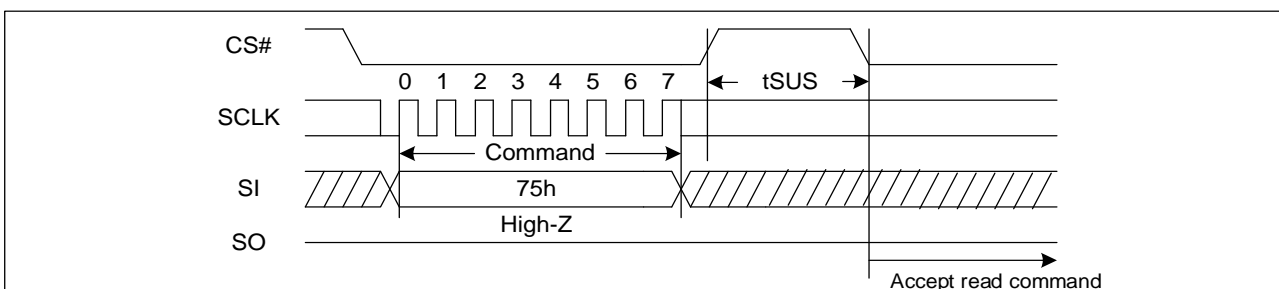 CS#
tSUS
0 1 2 3 4 5 6 7
SCLK
Command
SI
75h
High-Z
SO
Accept read command